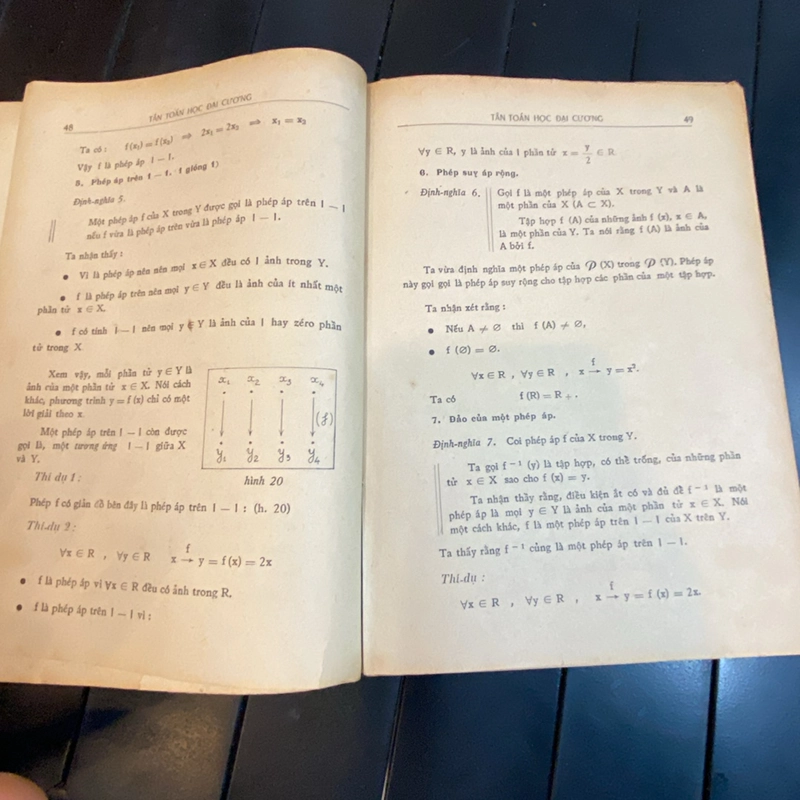 48
TÂN TOÁN HỌC ĐẠI CƯƠNG
Ta có : f(x₁) = f(x₂) ⟹ 2x₁ = 2x₂ ⟹ x₁ = x₂
Vậy f là phép áp 1 — 1.
5. Phép áp trên 1 — 1.
Định-nghĩa 5.
Một phép áp f của X trong Y được gọi là phép áp trên 1 — 1
nếu f vừa là phép áp trên vừa là phép áp 1 — 1.
Ta nhận thấy :
• Vì là phép áp nên nên mọi x ∈ X đều có 1 ảnh trong Y.
• f là phép áp trên nên mọi y ∈ Y đều là ảnh của ít nhất một
phần tử x ∈ X.
• f có tính 1—1 nên mọi y ∈ Y là ảnh của 1 hay zéro phần
tử trong X
Xem vậy, mỗi phần tử y ∈ Y là
ảnh của một phần tử x ∈ X. Nói cách
khác, phương trình y = f (x) chỉ có một
lời giải theo x.
Một phép áp trên 1 — 1 còn được
gọi là, một tương ứng 1 — 1 giữa X
và Y.
x₁ x₂ x₃ x₄
(f)
y₁ y₂ y₃ y₄
hình 20
Thí dụ 1 :
Phép f có giản đồ bên đây là phép áp trên 1 — 1 : (h. 20)
Thí-dụ 2 :
∀x ∈ R , ∀y ∈ R x →f y = f (x) = 2x
• f là phép áp vì ∀x ∈ R đều có ảnh trong R.
• f là phép áp trên 1 — 1 vì :
TÂN TOÁN HỌC ĐẠI CƯƠNG
49
∀y ∈ R, y là ảnh của 1 phần tử x = y/2 ∈ R
6. Phép suy áp rộng.
Định-nghĩa 6.
Gọi f là một phép áp của X trong Y và A là
một phần của X (A ⊂ X).
Tập hợp f (A) của những ảnh f (x), x ∈ A,
là một phần của Y. Ta nói rằng f (A) là ảnh của
A bởi f.
Ta vừa định nghĩa một phép áp của 𝒫 (X) trong 𝒫 (Y). Phép áp
này gọi gọi là phép áp suy rộng cho tập hợp các phần của một tập hợp.
Ta nhận xét rằng :
• Nếu A ≠ ∅ thì f (A) ≠ ∅,
• f (∅) = ∅.
∀x ∈ R , ∀y ∈ R , x →f y = x².
Ta có f (R) = R +.
7. Đảo của một phép áp.
Định-nghĩa 7. Coi phép áp f của X trong Y.
Ta gọi f⁻¹ (y) là tập hợp, có thể trống, của những phần
tử x ∈ X sao cho f (x) = y.
Ta nhận thấy rằng, điều kiện ắt có và đủ để f⁻¹ là một
phép áp là mọi y ∈ Y là ảnh của một phần tử x ∈ X. Nói
một cách khác, f là một phép áp trên 1 — 1 của X trên Y.
Ta thấy rằng f⁻¹ cũng là một phép áp trên 1 — 1.
Thí-dụ :
∀x ∈ R , ∀y ∈ R , x →f y = f (x) = 2x.